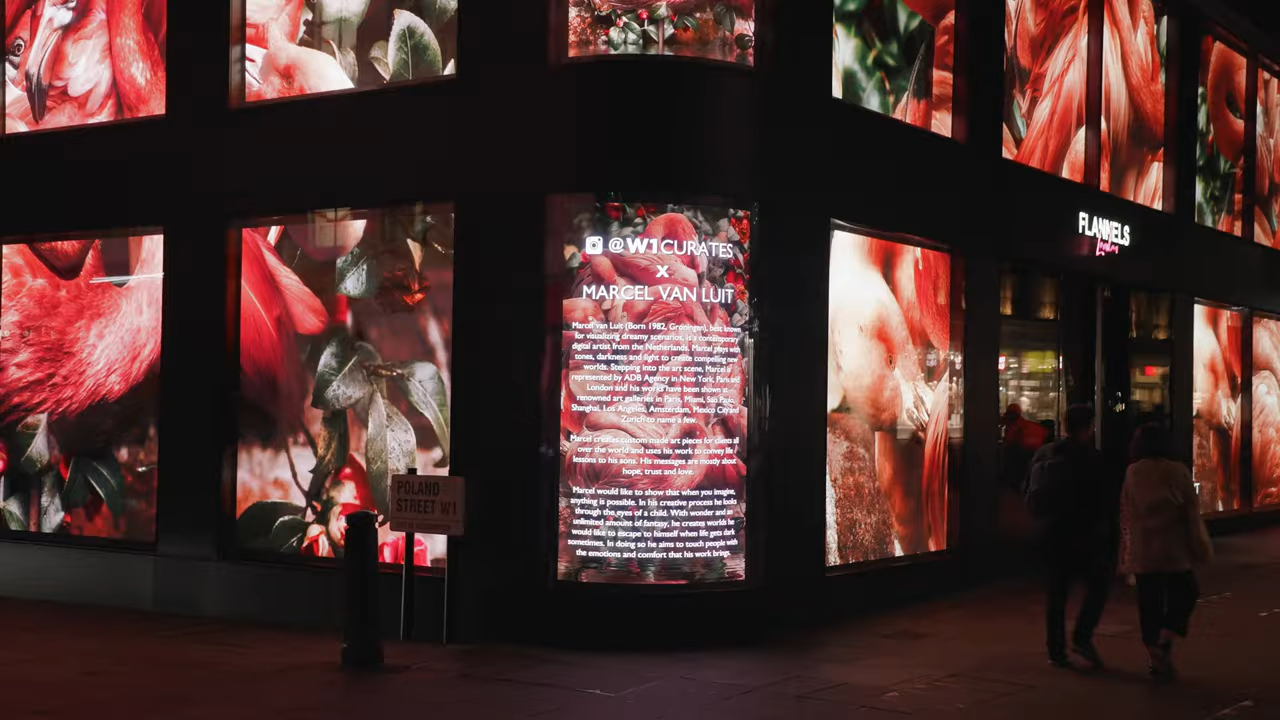 @W1CURATES
X
MARCEL VAN LUIT
Marcel van Luit (Born 1982, Groningen), best known
for visualizing dreamy scenarios, is a contemporary
digital artist from the Netherlands. Marcel plays with
tones, darkness and light to create compelling new
worlds. Stepping into the art scene, Marcel is
represented by ADB Agency in New York, Paris and
London and his works have been shown at
renowned art galleries in Paris, Miami, São Paulo,
Shanghai, Los Angeles, Amsterdam, Mexico City and
Zurich to name a few.
Marcel creates custom made art pieces for clients all
over the world and uses his work to convey life
lessons to his sons. His messages are mostly about
hope, trust and love.
Marcel would like to show that when you imagine,
anything is possible. In his creative process he looks
through the eyes of a child. With wonder and an
unlimited amount of fantasy, he creates worlds he
would like to escape to himself when life gets dark
sometimes. In doing so he aims to touch people with
the emotions and comfort that his work brings.
FLANNELS
London
POLAND
STREET W1